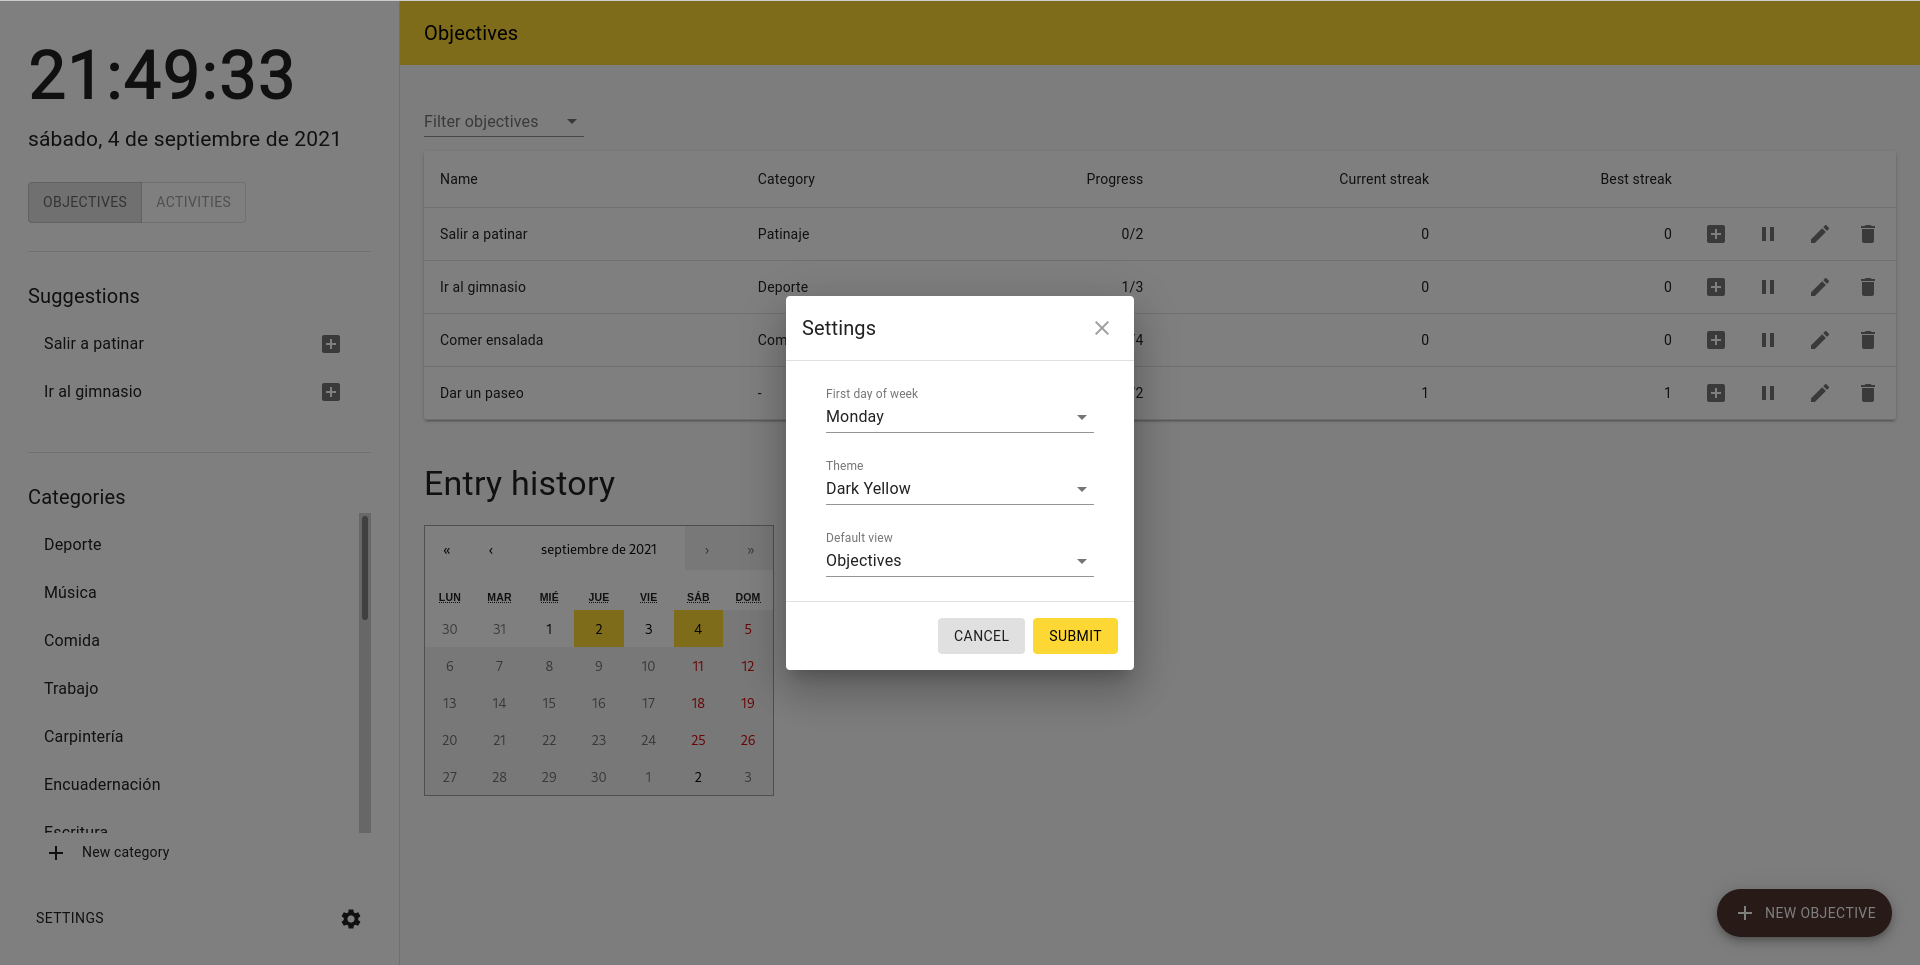 21:49:33
sábado, 4 de septiembre de 2021
OBJECTIVES ACTIVITIES
Suggestions
Salir a patinar
Ir al gimnasio
Categories
Deporte
Música
Comida
Trabajo
Carpintería
Encuadernación
Escritura
New category
SETTINGS
Objectives
Filter objectives
Name Category Progress Current streak Best streak
Salir a patinar Patinaje 0/2 0 0
Ir al gimnasio Deporte 1/3 0 0
Comer ensalada Com /4 0 0
Dar un paseo - /2 1 1
Entry history
« ‹ septiembre de 2021 › »
LUN MAR MIÉ JUE VIE SÁB DOM
30 31 1 2 3 4 5
6 7 8 9 10 11 12
13 14 15 16 17 18 19
20 21 22 23 24 25 26
27 28 29 30 1 2 3
Settings
First day of week
Monday
Theme
Dark Yellow
Default view
Objectives
CANCEL SUBMIT
NEW OBJECTIVE